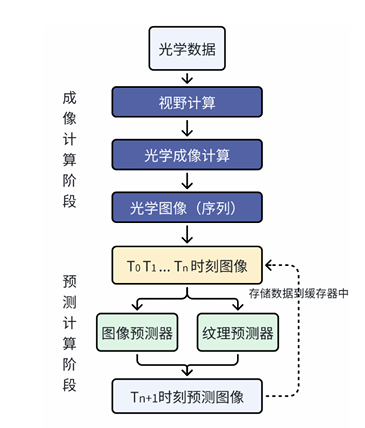 光学数据
成像计算阶段
视野计算
光学成像计算
光学图像（序列）
T₀ T₁ ... Tₙ 时刻图像
存储数据到缓存器中
预测计算阶段
图像预测器
纹理预测器
Tₙ₊₁时刻预测图像